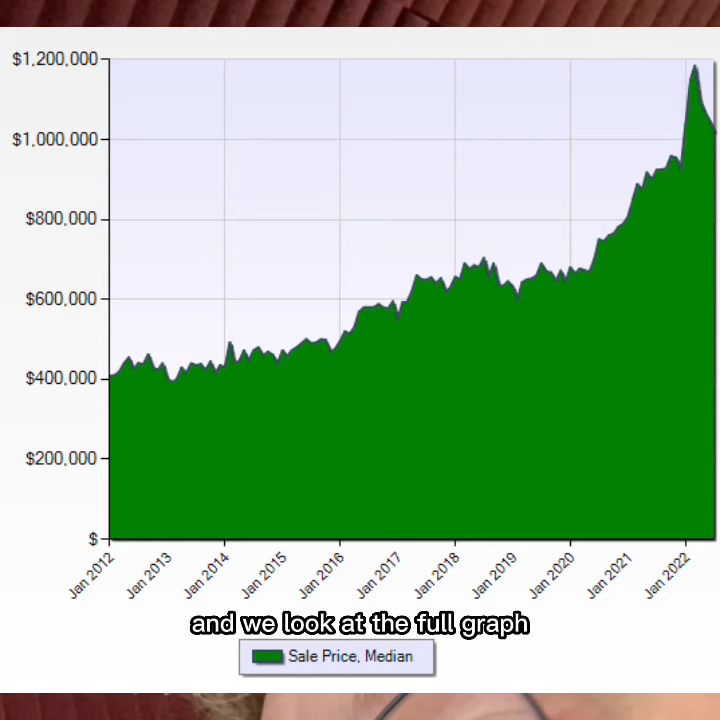 $1,200,000
$1,000,000
$800,000
$600,000
$400,000
$200,000
$
Jan 2012
Jan 2013
Jan 2014
Jan 2015
Jan 2016
Jan 2017
Jan 2018
Jan 2019
Jan 2020
Jan 2021
Jan 2022
and we look at the full graph
Sale Price, Median